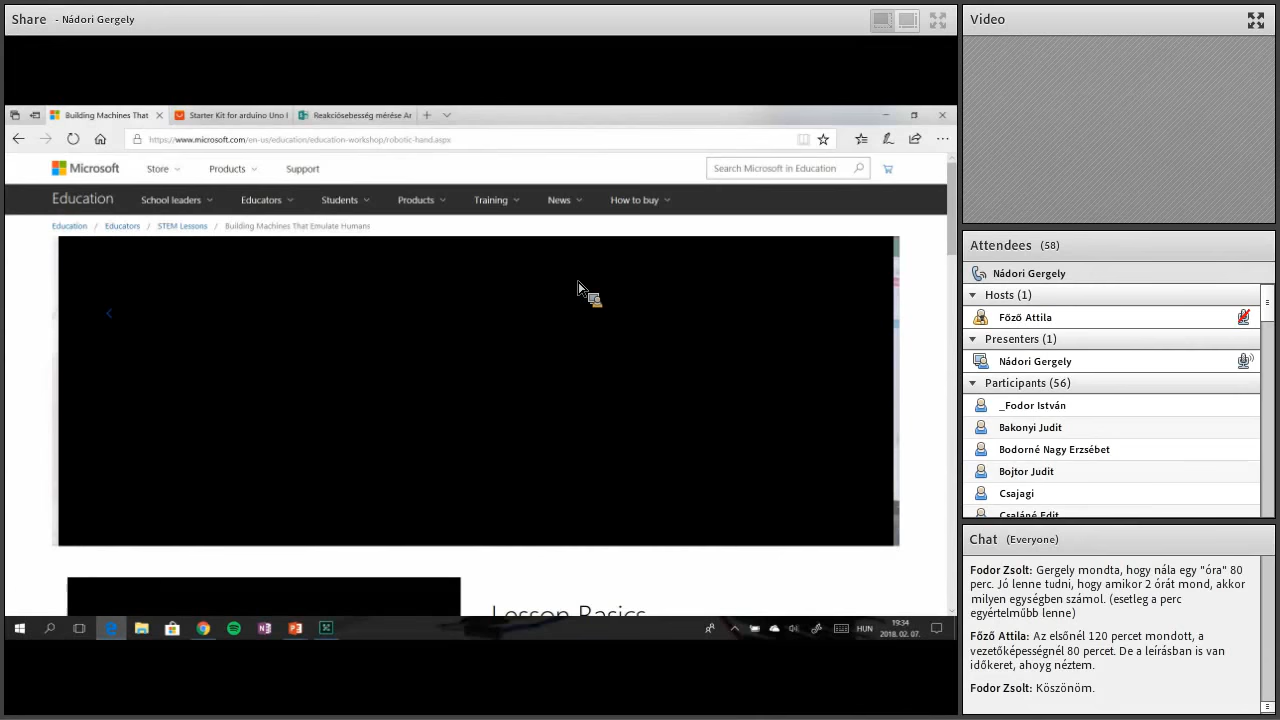 Share - Nádori Gergely
Video
Building Machines That
Starter Kit for arduino Uno
Reakciósebesség mérése Ar
https://www.microsoft.com/en-us/education/education-workshop/robotic-hand.aspx
Microsoft Store Products Support
Search Microsoft in Education
Education School leaders Educators Students Products Training News How to buy
Education / Educators / STEM Lessons / Building Machines That Emulate Humans
Lesson Basics
HUN
19:34
2018. 02. 07.
Attendees (58)
Nádori Gergely
Hosts (1)
Főző Attila
Presenters (1)
Nádori Gergely
Participants (56)
_Fodor István
Bakonyi Judit
Bodorné Nagy Erzsébet
Bojtor Judit
Csajagi
Csaláné Edit
Chat (Everyone)
Fodor Zsolt: Gergely mondta, hogy nála egy "óra" 80
perc. Jó lenne tudni, hogy amikor 2 órát mond, akkor
milyen egységben számol. (esetleg a perc
egyértelműbb lenne)
Főző Attila: Az elsőnél 120 percet mondott, a
vezetőképességnél 80 percet. De a leírásban is van
időkeret, ahoyg néztem.
Fodor Zsolt: Köszönöm.